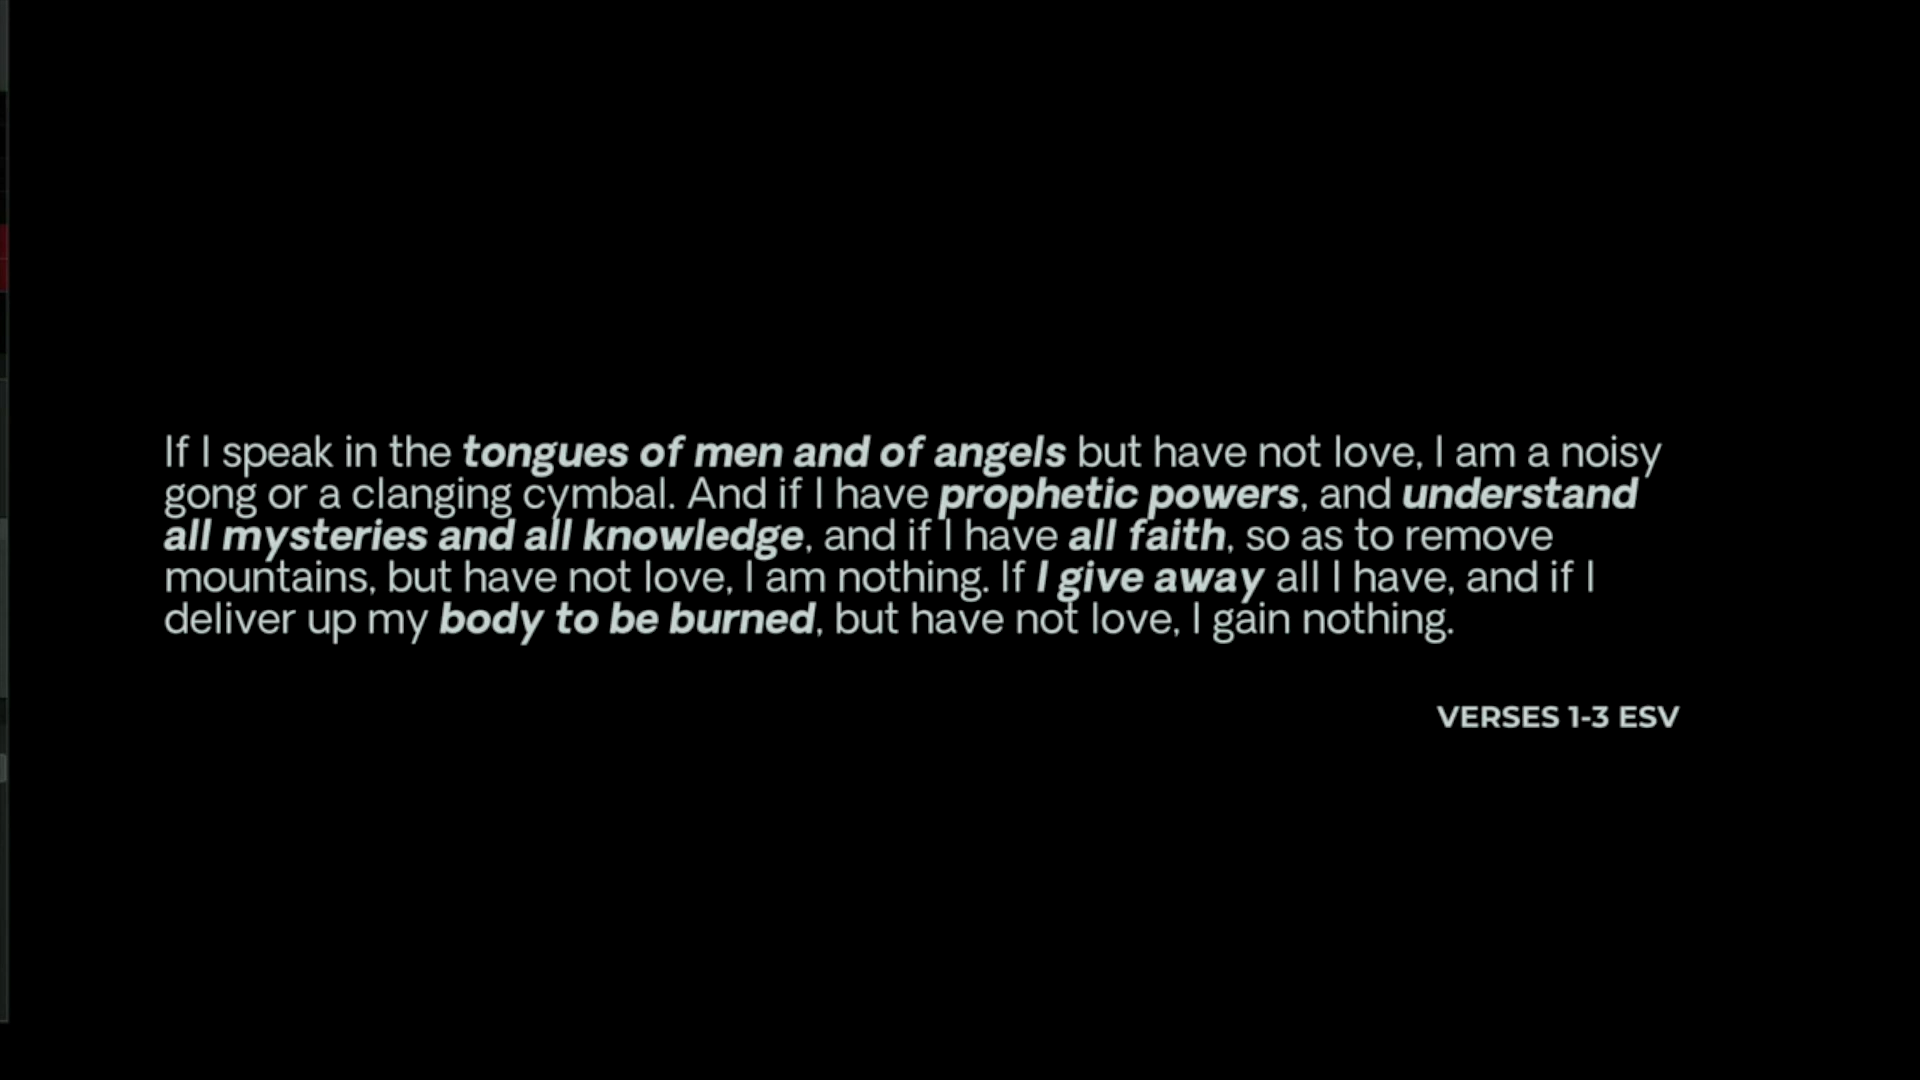 If I speak in the tongues of men and of angels but have not love, I am a noisy
gong or a clanging cymbal. And if I have prophetic powers, and understand
all mysteries and all knowledge, and if I have all faith, so as to remove
mountains, but have not love, I am nothing. If I give away all I have, and if I
deliver up my body to be burned, but have not love, I gain nothing.
VERSES 1-3 ESV